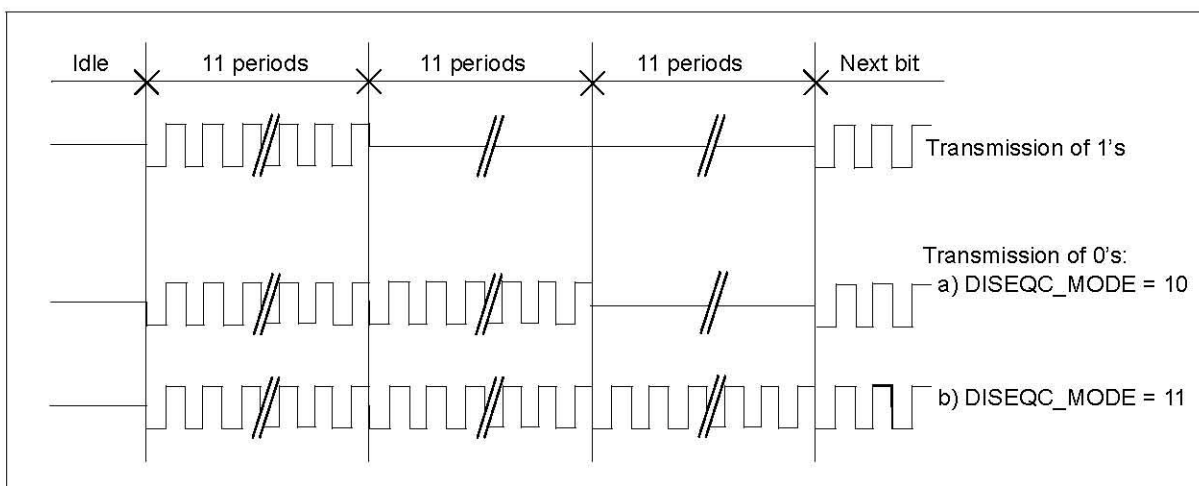 Idle
11 periods
11 periods
11 periods
Next bit
Transmission of 1's
Transmission of 0's:
a) DISEQC_MODE = 10
b) DISEQC_MODE = 11